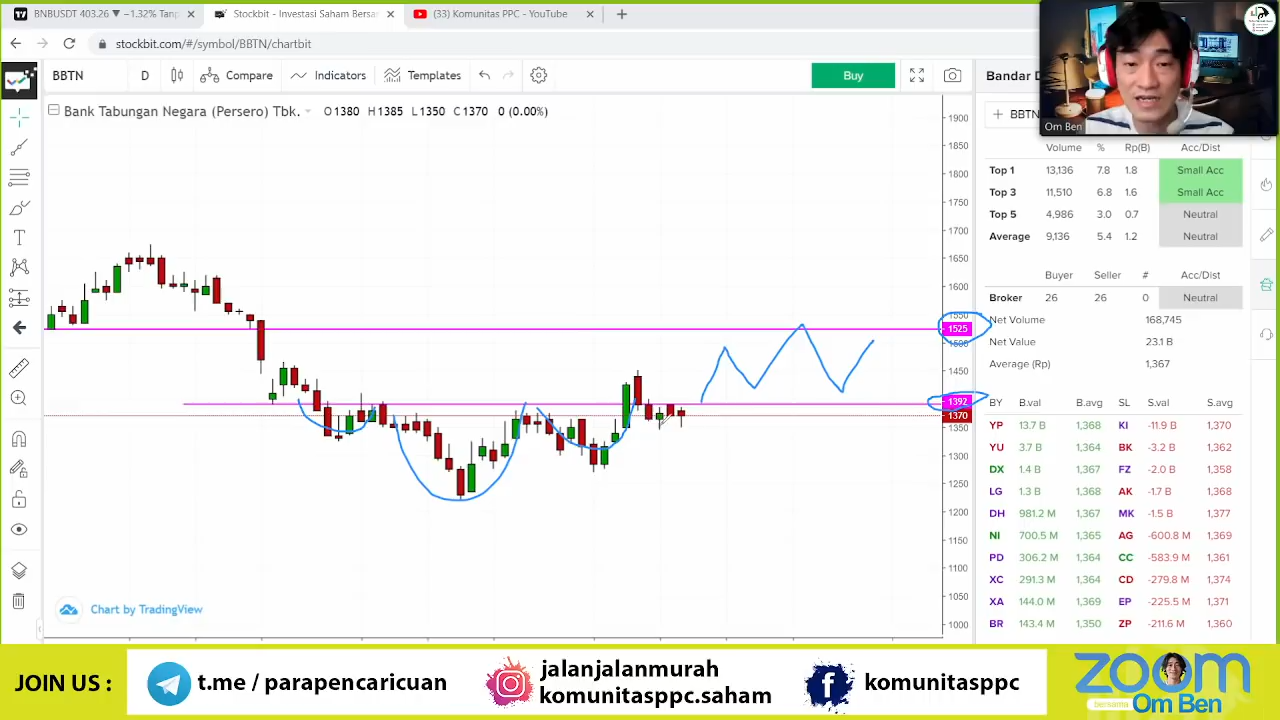 BNBUSDT 403.26 ▼ −1.32% Tanp
Stockbit - Investasi Saham Bersa
(33) Komunitas PPC - YouTube
stockbit.com/#/symbol/BBTN/chartbit
BBTN D Compare Indicators Templates Buy
Bandar D
Om Ben
Bank Tabungan Negara (Persero) Tbk. O1380 H1385 L1350 C1370 0 (0.00%)
BBTN
1900
1850
1800
1750
1700
1650
1600
1550
1525
1500
1450
1392
1370
1350
1300
1250
1200
1150
1100
1050
1000
Chart by TradingView
Volume % Rp(B) Acc/Dist
Top 1 13,136 7.8 1.8 Small Acc
Top 3 11,510 6.8 1.6 Small Acc
Top 5 4,986 3.0 0.7 Neutral
Average 9,136 5.4 1.2 Neutral
Buyer Seller # Acc/Dist
Broker 26 26 0 Neutral
Net Volume 168,745
Net Value 23.1 B
Average (Rp) 1,367
BY B.val B.avg SL S.val S.avg
YP 13.7 B 1,368 KI -11.9 B 1,370
YU 3.7 B 1,364 BK -3.2 B 1,362
DX 1.4 B 1,367 FZ -2.0 B 1,358
LG 1.3 B 1,368 AK -1.7 B 1,368
DH 981.2 M 1,367 MK -1.5 B 1,377
NI 700.5 M 1,365 AG -600.8 M 1,369
PD 306.2 M 1,364 CC -583.9 M 1,361
XC 291.3 M 1,364 CD -279.8 M 1,374
XA 144.0 M 1,369 EP -225.5 M 1,371
BR 143.4 M 1,350 ZP -211.6 M 1,360
JOIN US :
t.me / parapencaricuan
jalanjalanmurah
komunitasppc.saham
komunitasppc
zoom
bersama
Om Ben